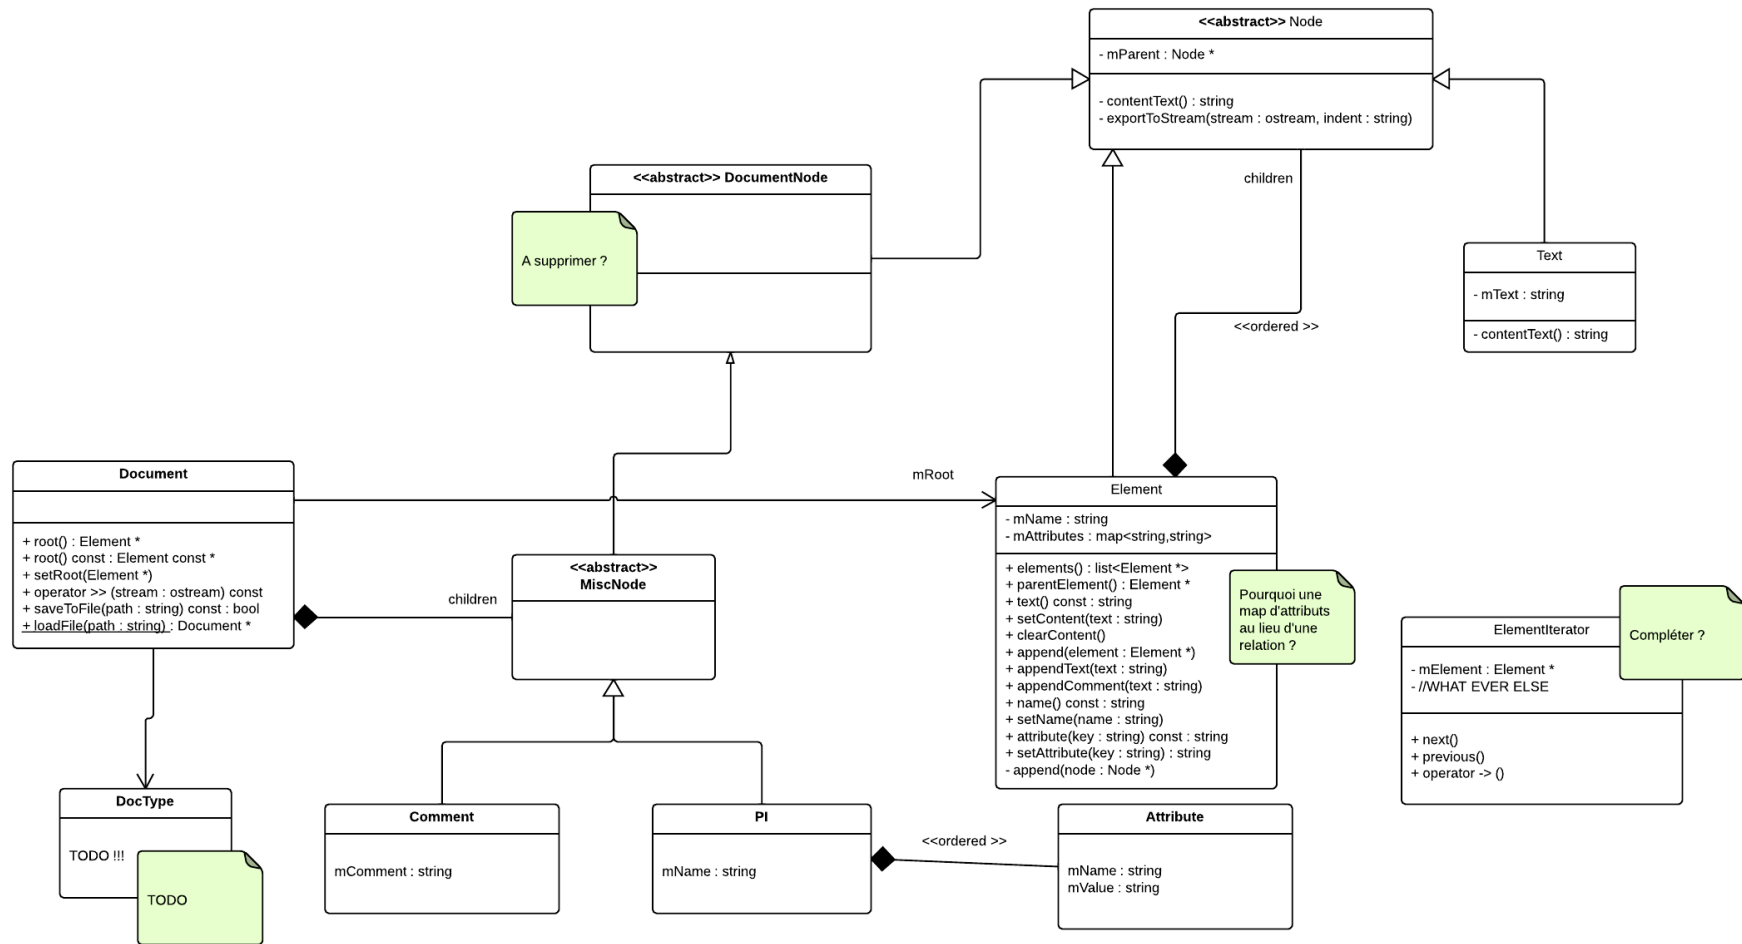 <<abstract>> Node
- mParent : Node *
- contentText() : string
- exportToStream(stream : ostream, indent : string)
<<abstract>> DocumentNode
A supprimer ?
children
<<ordered >>
Text
- mText : string
- contentText() : string
Document
+ root() : Element *
+ root() const : Element const *
+ setRoot(Element *)
+ operator >> (stream : ostream) const
+ saveToFile(path : string) const : bool
+ loadFile(path : string) : Document *
mRoot
children
<<abstract>>
MiscNode
Element
- mName : string
- mAttributes : map<string,string>
+ elements() : list<Element *>
+ parentElement() : Element *
+ text() const : string
+ setContent(text : string)
+ clearContent()
+ append(element : Element *)
+ appendText(text : string)
+ appendComment(text : string)
+ name() const : string
+ setName(name : string)
+ attribute(key : string) const : string
+ setAttribute(key : string) : string
- append(node : Node *)
Pourquoi une
map d'attributs
au lieu d'une
relation ?
ElementIterator
- mElement : Element *
- //WHAT EVER ELSE
+ next()
+ previous()
+ operator -> ()
Compléter ?
DocType
TODO !!!
TODO
Comment
mComment : string
PI
mName : string
<<ordered >>
Attribute
mName : string
mValue : string